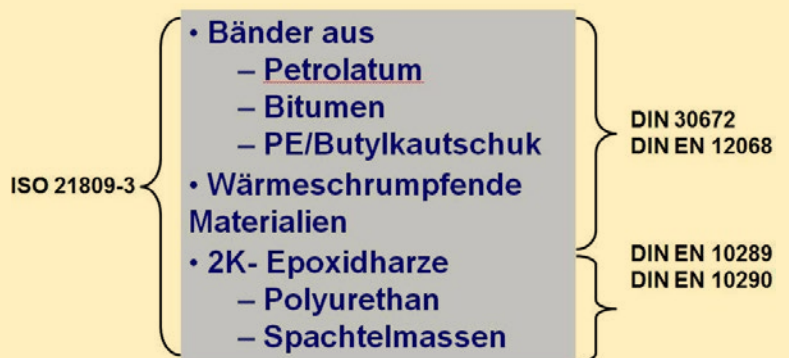 ISO 21809-3
• Bänder aus
– Petrolatum
– Bitumen
– PE/Butylkautschuk
• Wärmeschrumpfende
Materialien
• 2K- Epoxidharze
– Polyurethan
– Spachtelmassen
DIN 30672
DIN EN 12068
DIN EN 10289
DIN EN 10290